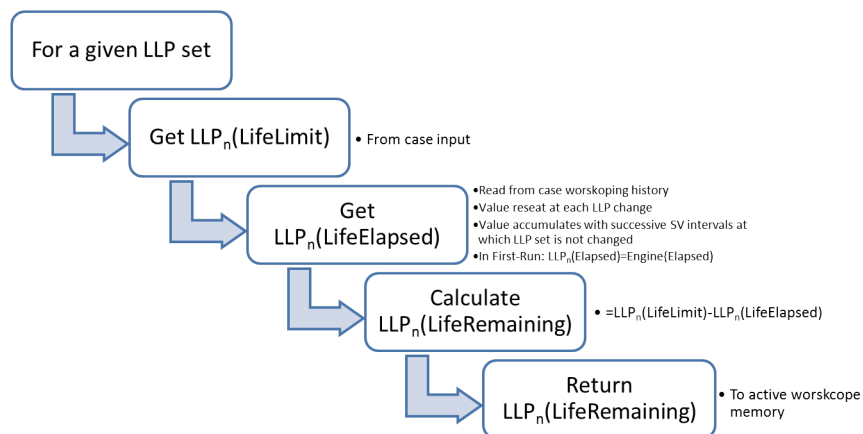 For a given LLP set
Get LLPn(LifeLimit)
• From case input
Get
LLPn(LifeElapsed)
•Read from case worskoping history
•Value reseat at each LLP change
•Value accumulates with successive SV intervals at
which LLP set is not changed
•In First-Run: LLPn(Elapsed)=Engine(Elapsed)
Calculate
LLPn(LifeRemaining)
• =LLPn(LifeLimit)-LLPn(LifeElapsed)
Return
LLPn(LifeRemaining)
• To active worskcope
memory